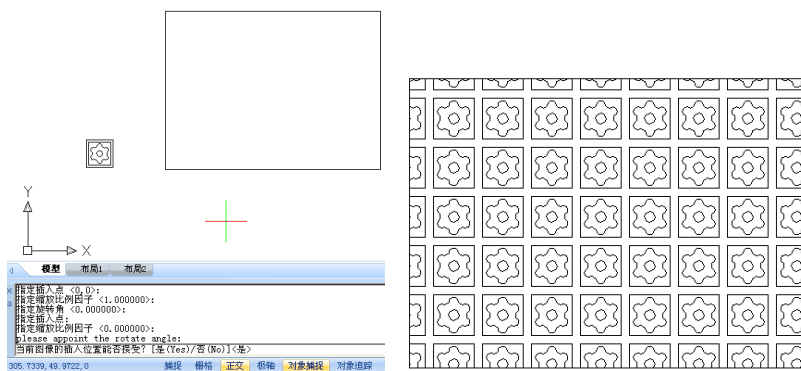 Y
X
模型 布局1 布局2
指定插入点 <0,0>:
指定缩放比例因子 <1.000000>:
指定旋转角 <0.000000>:
指定插入点:
指定缩放比例因子 <0.000000>:
please appoint the rotate angle:
当前图像的插入位置能否接受? [是(Yes)/否(No)]<是>
305.7339,49.9722,0 捕捉 栅格 正交 极轴 对象捕捉 对象追踪